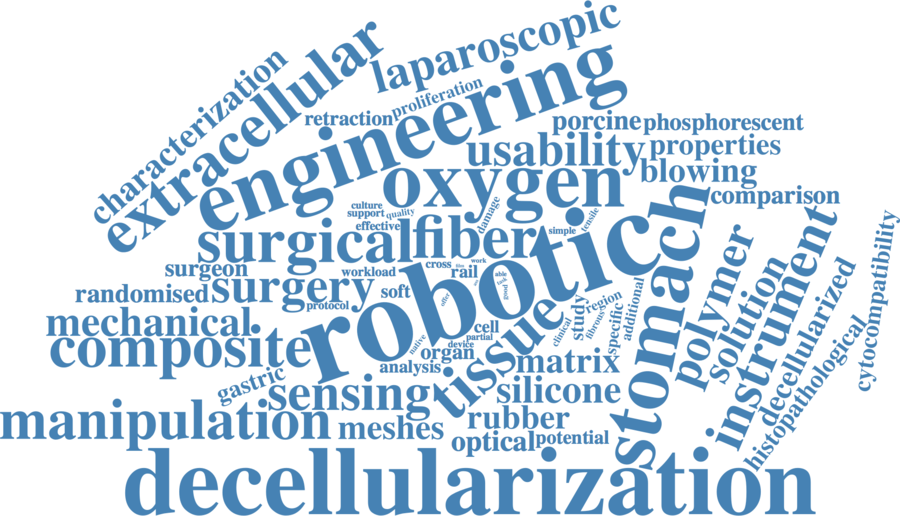 laparoscopic
extracellular
characterization
engineering
proliferation
retraction
porcine
phosphorescent
usability
properties
oxygen
blowing
comparison
culture
support
quality
effective
damage
simple
tensile
surgical
fiber
robotic
stomach
surgeon
workload
cross
work
rail
able
good
randomised
surgery
soft
protocol
mechanical
composite
native
cell
partial
device
organ
analysis
tissue
study
region
clinical
fibrous
specific
additional
polymer
solution
instrument
decellularized
histopathological
cytocompatibility
matrix
gastric
sensing
silicone
manipulation
meshes
rubber
optical
potential
decellularization